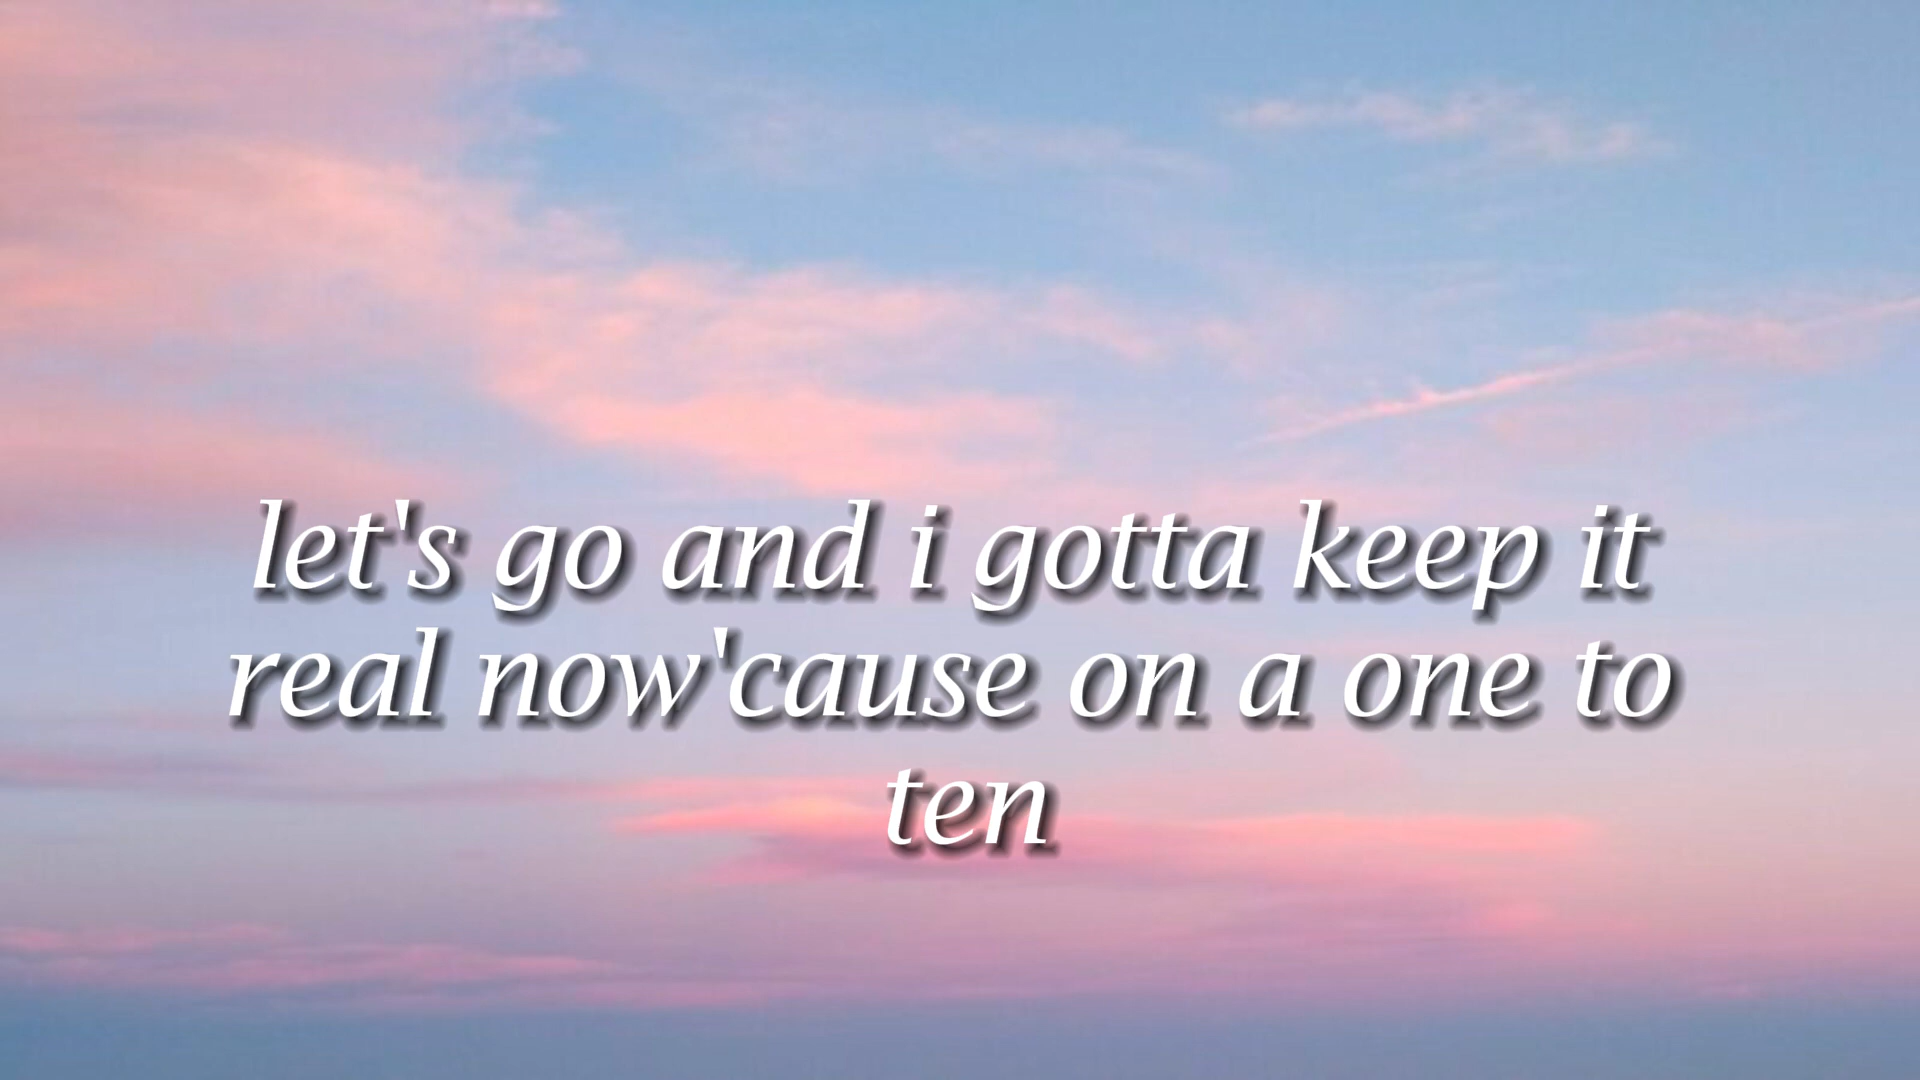 let's go and i gotta keep it
real now'cause on a one to
ten